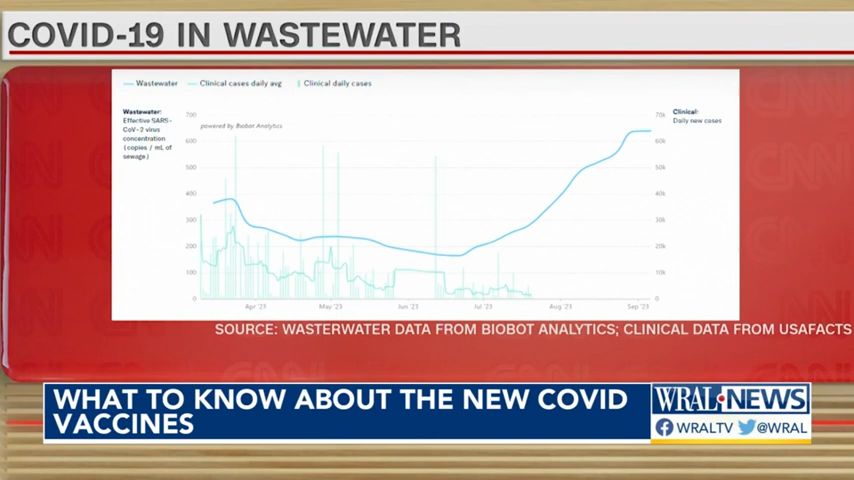 COVID-19 IN WASTEWATER
Wastewater
Clinical cases daily avg
Clinical daily cases
Wastewater:
Effective SARS-
CoV-2 virus
concentration
(copies / mL of
sewage)
powered by Biobot Analytics
Clinical:
Daily new cases
700
600
500
400
300
200
100
0
70k
60k
50k
40k
30k
20k
10k
0
Apr '23
May '23
Jun '23
Jul '23
Aug '23
Sep '23
SOURCE: WASTERWATER DATA FROM BIOBOT ANALYTICS; CLINICAL DATA FROM USAFACTS
WHAT TO KNOW ABOUT THE NEW COVID
VACCINES
WRAL NEWS
WRALTV @WRAL
CNN
CNN
CNN
CNN